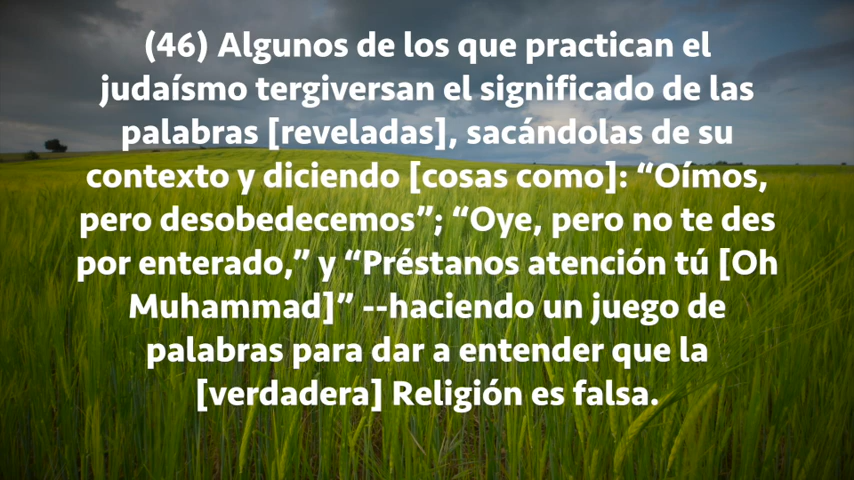 (46) Algunos de los que practican el
judaísmo tergiversan el significado de las
palabras [reveladas], sacándolas de su
contexto y diciendo [cosas como]: “Oímos,
pero desobedecemos”; “Oye, pero no te des
por enterado,” y “Préstanos atención tú [Oh
Muhammad]” --haciendo un juego de
palabras para dar a entender que la
[verdadera] Religión es falsa.